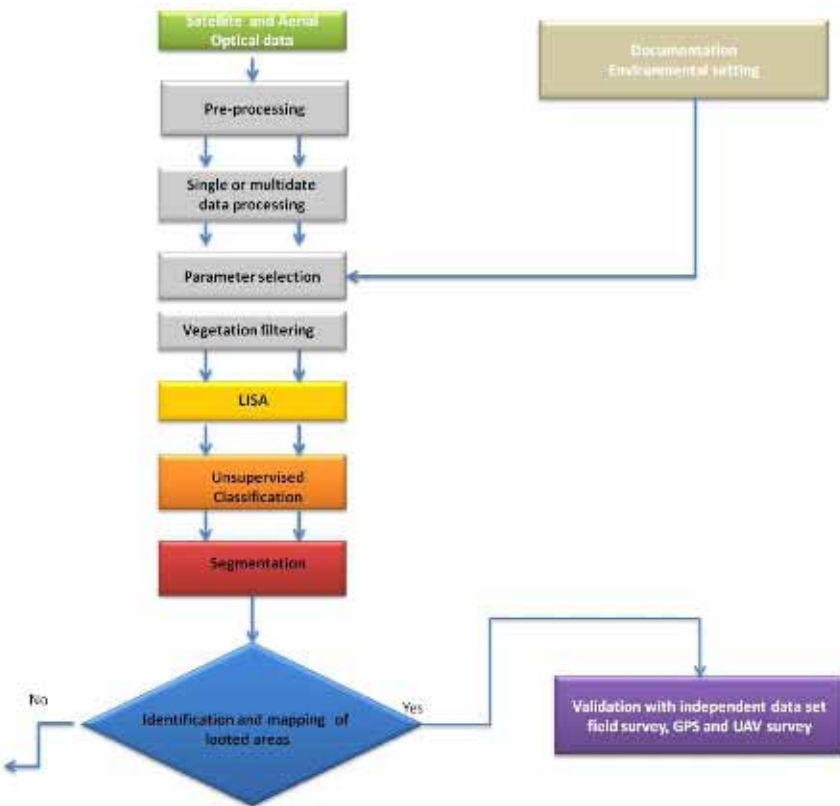 Satellite and Aerial
Optical data
Documentation
Environmental setting
Pre-processing
Single or multidate
data processing
Parameter selection
Vegetation filtering
LISA
Unsupervised
Classification
Segmentation
No
Yes
Identification and mapping of
looted areas
Validation with independent data set
field survey, GPS and UAV survey